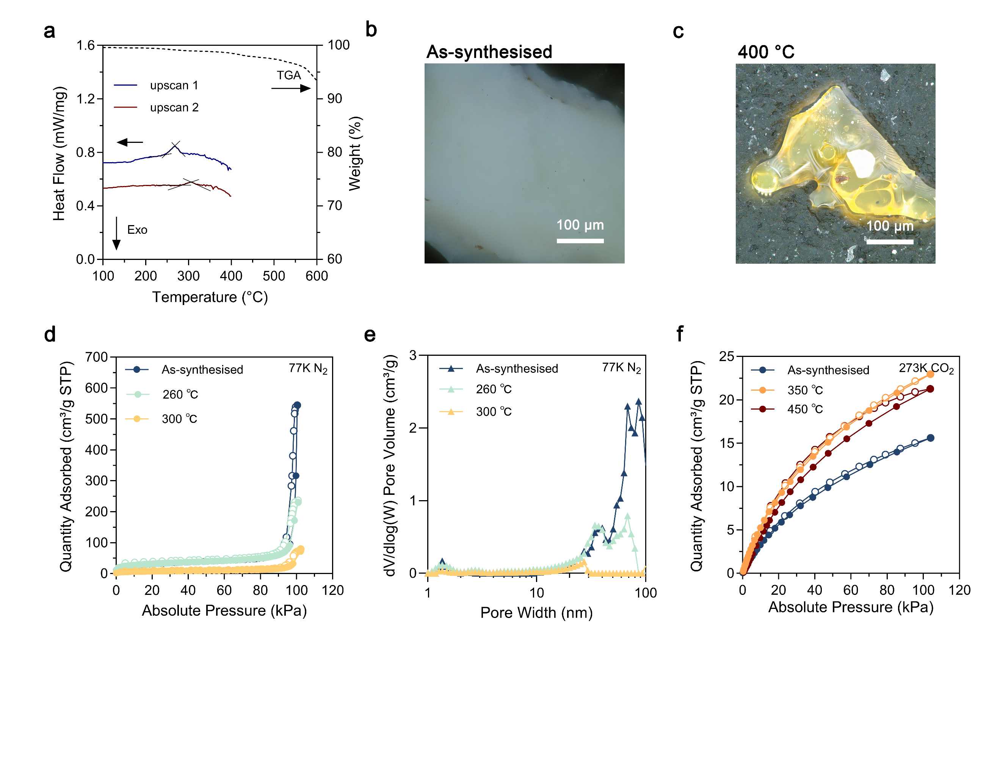 a
1.6
1.2
0.8
0.4
0.0
100
90
80
70
60
100 200 300 400 500 600
Heat Flow (mW/mg)
Weight (%)
Temperature (°C)
TGA
upscan 1
upscan 2
Exo
b
As-synthesised
100 µm
c
400 °C
100 µm
d
700
600
500
400
300
200
100
0
0 20 40 60 80 100 120
Quantity Adsorbed (cm³/g STP)
Absolute Pressure (kPa)
As-synthesised
260 ℃
300 ℃
77K N₂
e
3
2
1
0
1 10 100
dV/dlog(W) Pore Volume (cm³/g)
Pore Width (nm)
As-synthesised
260 ℃
300 ℃
77K N₂
f
25
20
15
10
5
0
0 20 40 60 80 100 120
Quantity Adsorbed (cm³/g STP)
Absolute Pressure (kPa)
As-synthesised
350 ℃
450 ℃
273K CO₂